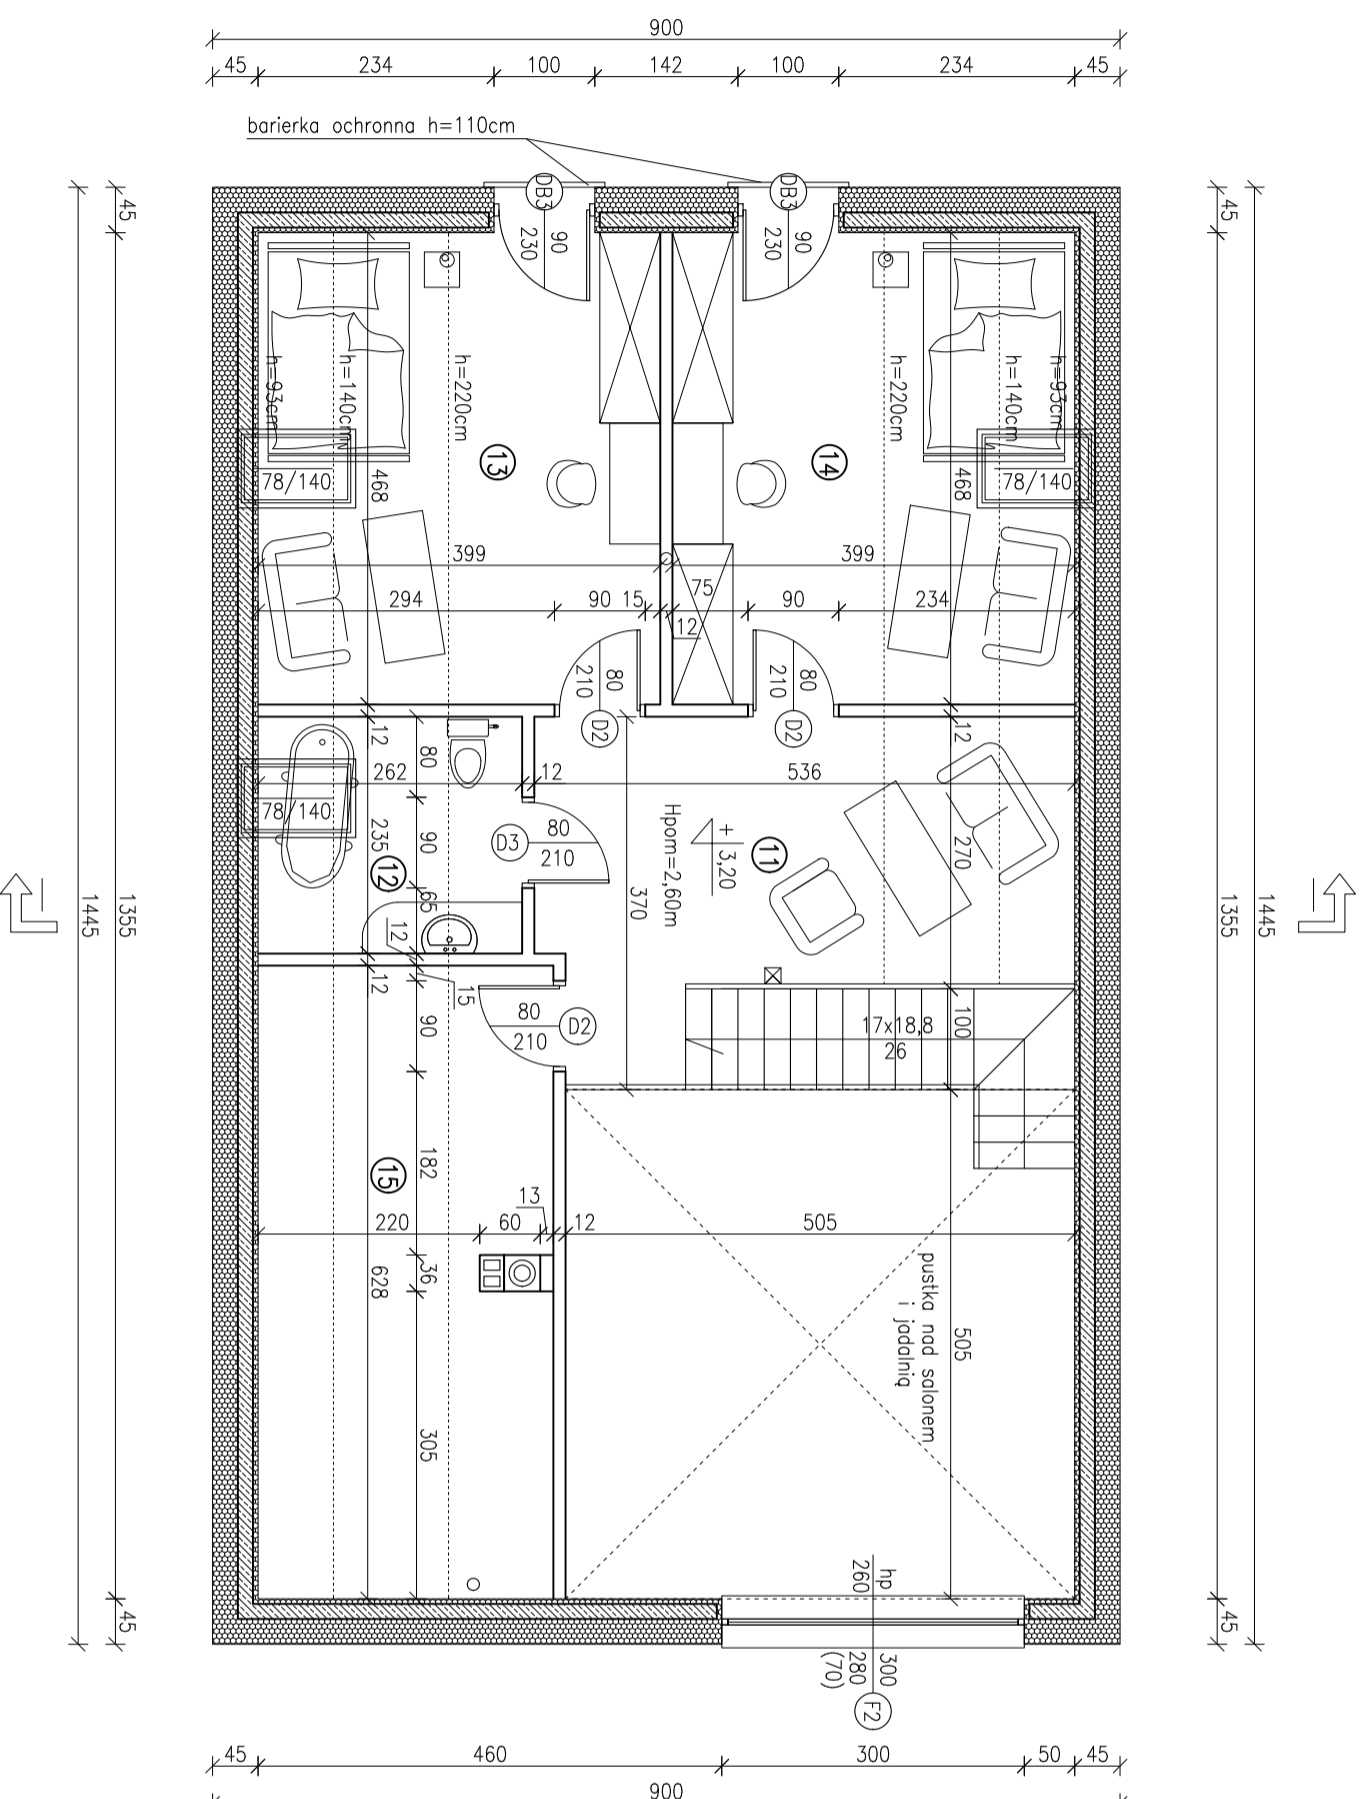 900
45 234 100 142 100 234 45
barierka ochronna h=110cm
DB3
90
230
DB3
90
230
45
45
45
45
1355
1445
1355
1445
h=93cm
h=140cm
h=220cm
h=220cm
h=140cm
h=93cm
13
14
78/140
468
468
78/140
399
399
294 90 15 75 90 234
12
80
210
D2
80
210
D2
12
80
12
262 12 536
78/140
235
90
12
65
12
D3
80
210
Hpom=2,60m
+ 3,20
11
270
370
12
15
90
80
210
D2
17x18,8
26
100
182
15
13
220 60 12 505
36
628
pustka nad salonem
i jadalnią
505
305
hp
260
300
280
(70)
F2
45 460 300 50 45
900